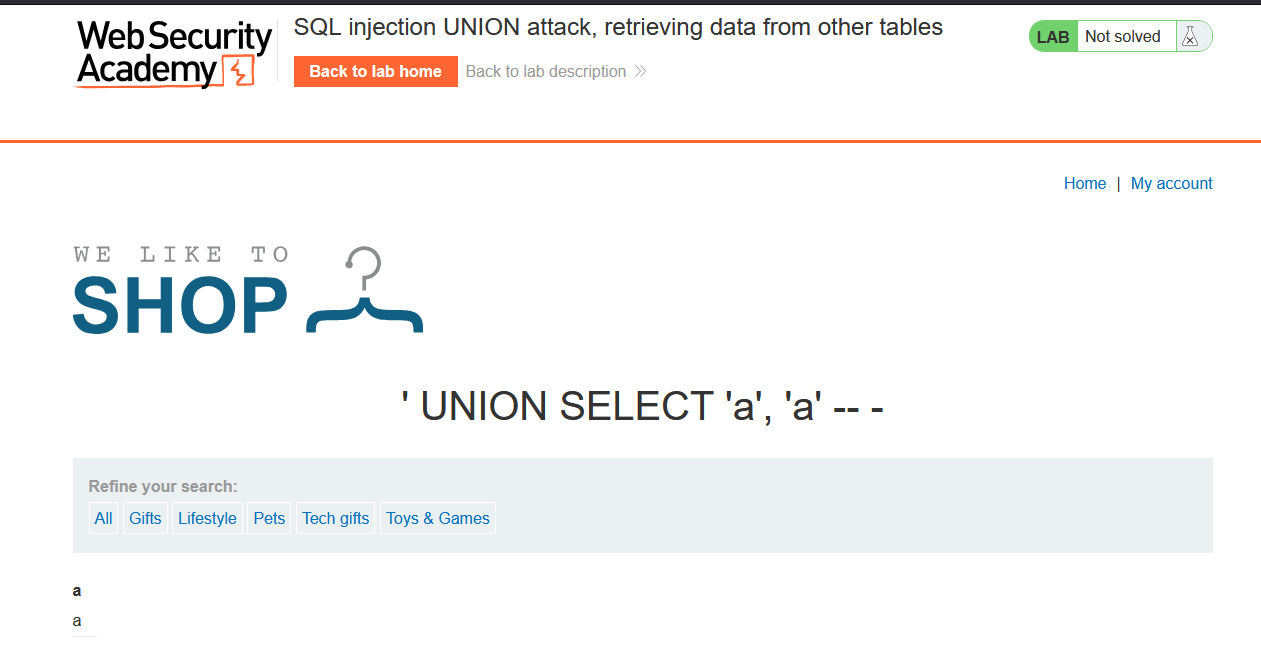 Web Security
Academy
SQL injection UNION attack, retrieving data from other tables
Back to lab home
Back to lab description >>
LAB
Not solved
Home | My account
WE LIKE TO
SHOP
' UNION SELECT 'a', 'a' -- -
Refine your search:
All
Gifts
Lifestyle
Pets
Tech gifts
Toys & Games
a
a